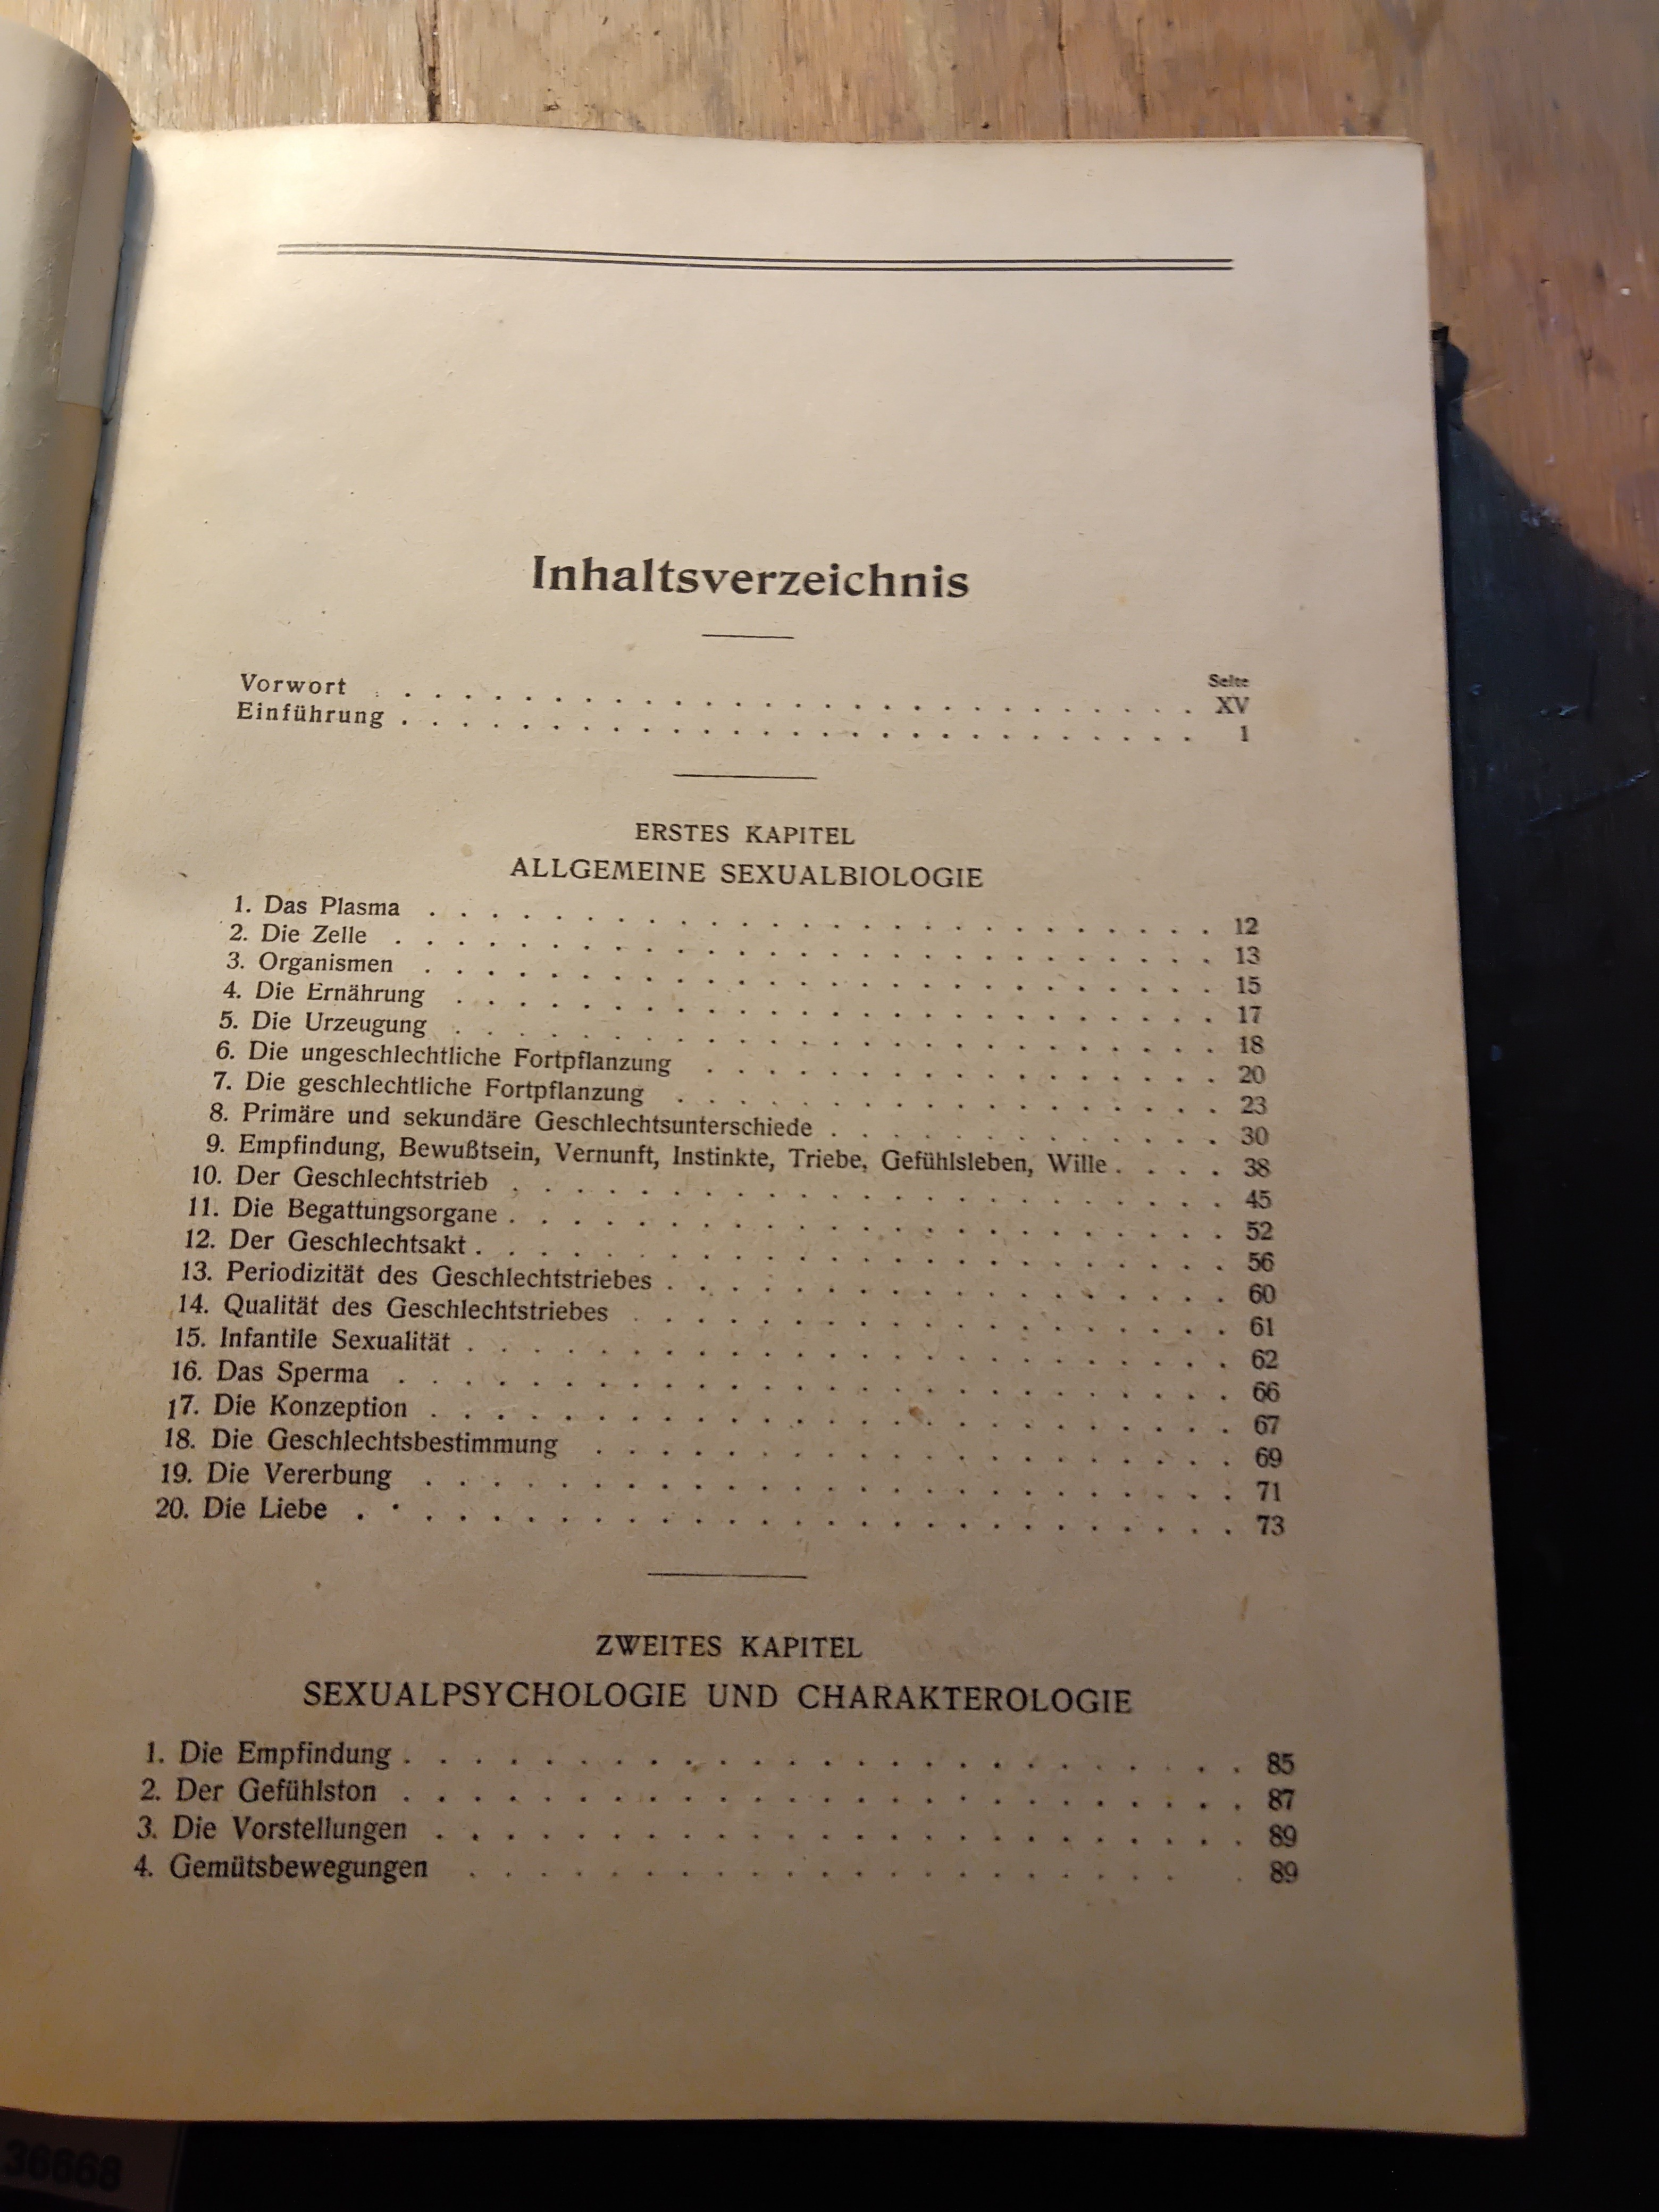 Inhaltsverzeichnis
Seite
Vorwort . . . . . . . . . . . . . . . . . . . . . . . . . . . XV
Einführung . . . . . . . . . . . . . . . . . . . . . . . . . . . 1
ERSTES KAPITEL
ALLGEMEINE SEXUALBIOLOGIE
1. Das Plasma . . . . . . . . . . . . . . . . . . . . . . . . . 12
2. Die Zelle . . . . . . . . . . . . . . . . . . . . . . . . . . 13
3. Organismen . . . . . . . . . . . . . . . . . . . . . . . . . 15
4. Die Ernährung . . . . . . . . . . . . . . . . . . . . . . . . 17
5. Die Urzeugung . . . . . . . . . . . . . . . . . . . . . . . . 18
6. Die ungeschlechtliche Fortpflanzung . . . . . . . . . . . . . . . . 20
7. Die geschlechtliche Fortpflanzung . . . . . . . . . . . . . . . . . 23
8. Primäre und sekundäre Geschlechtsunterschiede . . . . . . . . . . . . . 30
9. Empfindung, Bewußtsein, Vernunft, Instinkte, Triebe, Gefühlsleben, Wille . . . . 38
10. Der Geschlechtstrieb . . . . . . . . . . . . . . . . . . . . . . . 45
11. Die Begattungsorgane . . . . . . . . . . . . . . . . . . . . . . . 52
12. Der Geschlechtsakt . . . . . . . . . . . . . . . . . . . . . . . . 56
13. Periodizität des Geschlechtstriebes . . . . . . . . . . . . . . . . . 60
14. Qualität des Geschlechtstriebes . . . . . . . . . . . . . . . . . . 61
15. Infantile Sexualität . . . . . . . . . . . . . . . . . . . . . . . 62
16. Das Sperma . . . . . . . . . . . . . . . . . . . . . . . . . . 66
17. Die Konzeption . . . . . . . . . . . . . . . . . . . . . . . . . 67
18. Die Geschlechtsbestimmung . . . . . . . . . . . . . . . . . . . . 69
19. Die Vererbung . . . . . . . . . . . . . . . . . . . . . . . . . 71
20. Die Liebe . . . . . . . . . . . . . . . . . . . . . . . . . . . 73
ZWEITES KAPITEL
SEXUALPSYCHOLOGIE UND CHARAKTEROLOGIE
1. Die Empfindung . . . . . . . . . . . . . . . . . . . . . . . . . 85
2. Der Gefühlston . . . . . . . . . . . . . . . . . . . . . . . . . 87
3. Die Vorstellungen . . . . . . . . . . . . . . . . . . . . . . . . 89
4. Gemütsbewegungen . . . . . . . . . . . . . . . . . . . . . . . 89
36668